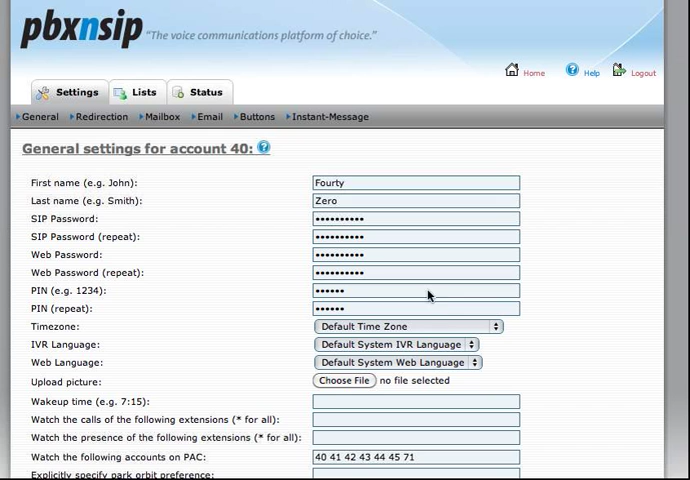 pbxnsip "The voice communications platform of choice."
Home Help Logout
Settings Lists Status
General Redirection Mailbox Email Buttons Instant-Message
General settings for account 40: ?
First name (e.g. John): Fourty
Last name (e.g. Smith): Zero
SIP Password: ••••••••••
SIP Password (repeat): ••••••••••
Web Password: ••••••••••
Web Password (repeat): ••••••••••
PIN (e.g. 1234): ••••••
PIN (repeat): ••••••
Timezone: Default Time Zone
IVR Language: Default System IVR Language
Web Language: Default System Web Language
Upload picture: Choose File no file selected
Wakeup time (e.g. 7:15):
Watch the calls of the following extensions (* for all):
Watch the presence of the following extensions (* for all):
Watch the following accounts on PAC: 40 41 42 43 44 45 71
Explicitly specify park orbit preference: